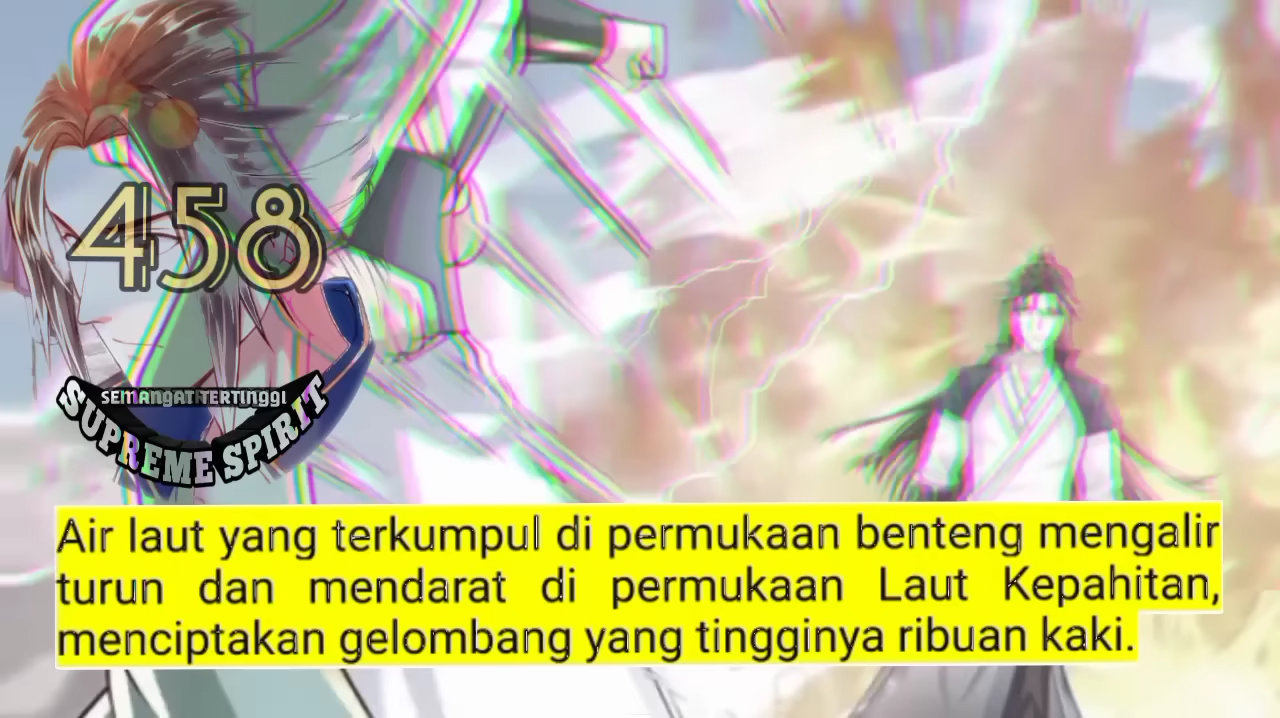 458
SEMANGAT TERTINGGI
SUPREME SPIRIT
Air laut yang terkumpul di permukaan benteng mengalir
turun dan mendarat di permukaan Laut Kepahitan,
menciptakan gelombang yang tingginya ribuan kaki.